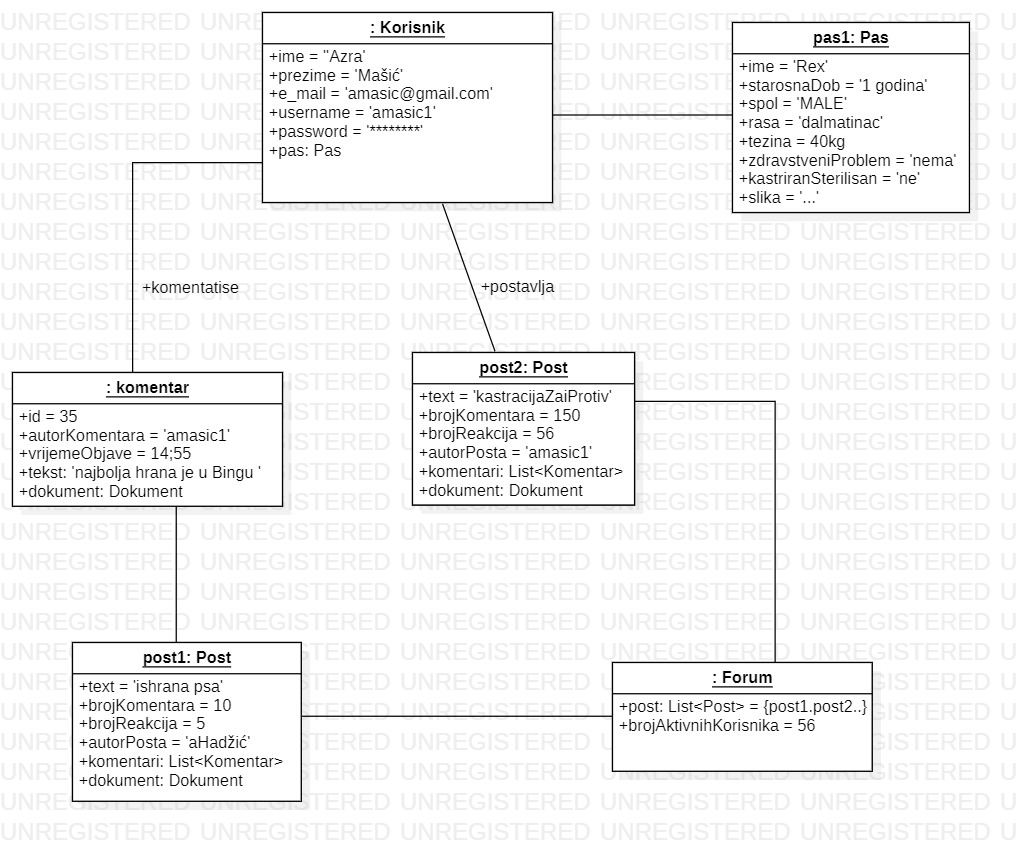 : Korisnik
+ime = "Azra'
+prezime = 'Mašić'
+e_mail = 'amasic@gmail.com'
+username = 'amasic1'
+password = '********'
+pas: Pas
pas1: Pas
+ime = 'Rex'
+starosnaDob = '1 godina'
+spol = 'MALE'
+rasa = 'dalmatinac'
+tezina = 40kg
+zdravstveniProblem = 'nema'
+kastriranSterilisan = 'ne'
+slika = '...'
+komentatise
+postavlja
: komentar
+id = 35
+autorKomentara = 'amasic1'
+vrijemeObjave = 14;55
+tekst: 'najbolja hrana je u Bingu '
+dokument: Dokument
post2: Post
+text = 'kastracijaZaiProtiv'
+brojKomentara = 150
+brojReakcija = 56
+autorPosta = 'amasic1'
+komentari: List<Komentar>
+dokument: Dokument
post1: Post
+text = 'ishrana psa'
+brojKomentara = 10
+brojReakcija = 5
+autorPosta = 'aHadžić'
+komentari: List<Komentar>
+dokument: Dokument
: Forum
+post: List<Post> = {post1.post2..}
+brojAktivnihKorisnika = 56
UNREGISTERED